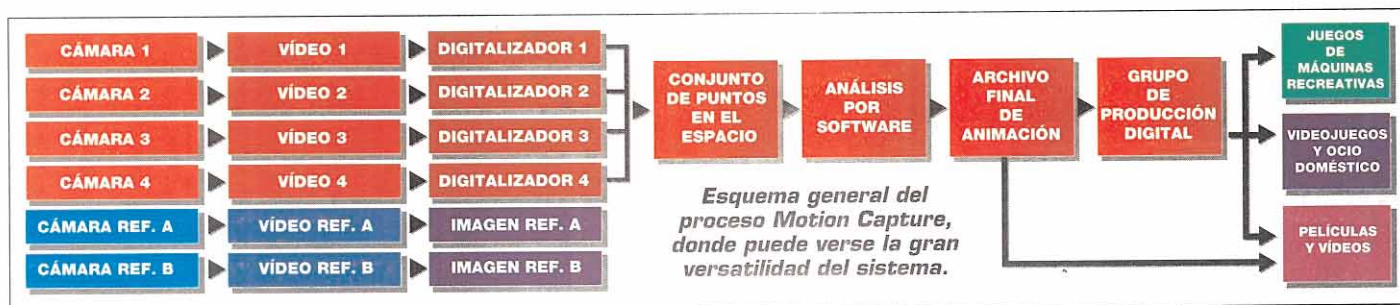 CÁMARA 1
VÍDEO 1
DIGITALIZADOR 1
CÁMARA 2
VÍDEO 2
DIGITALIZADOR 2
CÁMARA 3
VÍDEO 3
DIGITALIZADOR 3
CÁMARA 4
VÍDEO 4
DIGITALIZADOR 4
CÁMARA REF. A
VÍDEO REF. A
IMAGEN REF. A
CÁMARA REF. B
VÍDEO REF. B
IMAGEN REF. B
CONJUNTO
DE PUNTOS
EN EL
ESPACIO
ANÁLISIS
POR
SOFTWARE
ARCHIVO
FINAL
DE
ANIMACIÓN
GRUPO
DE
PRODUCCIÓN
DIGITAL
JUEGOS
DE
MÁQUINAS
RECREATIVAS
VIDEOJUEGOS
Y OCIO
DOMÉSTICO
PELÍCULAS
Y VÍDEOS
Esquema general del
proceso Motion Capture,
donde puede verse la gran
versatilidad del sistema.